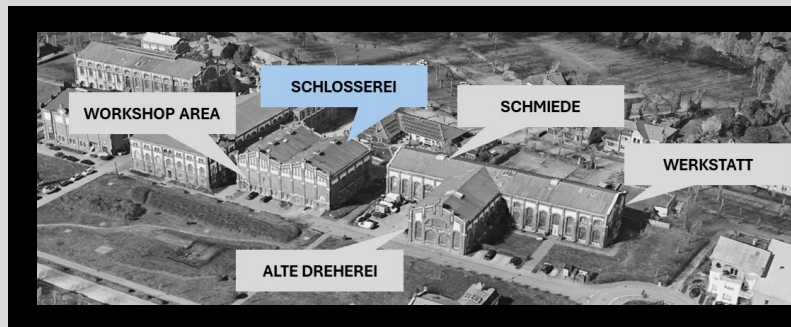 SCHLOSSEREI
WORKSHOP AREA
SCHMIEDE
WERKSTATT
ALTE DREHEREI